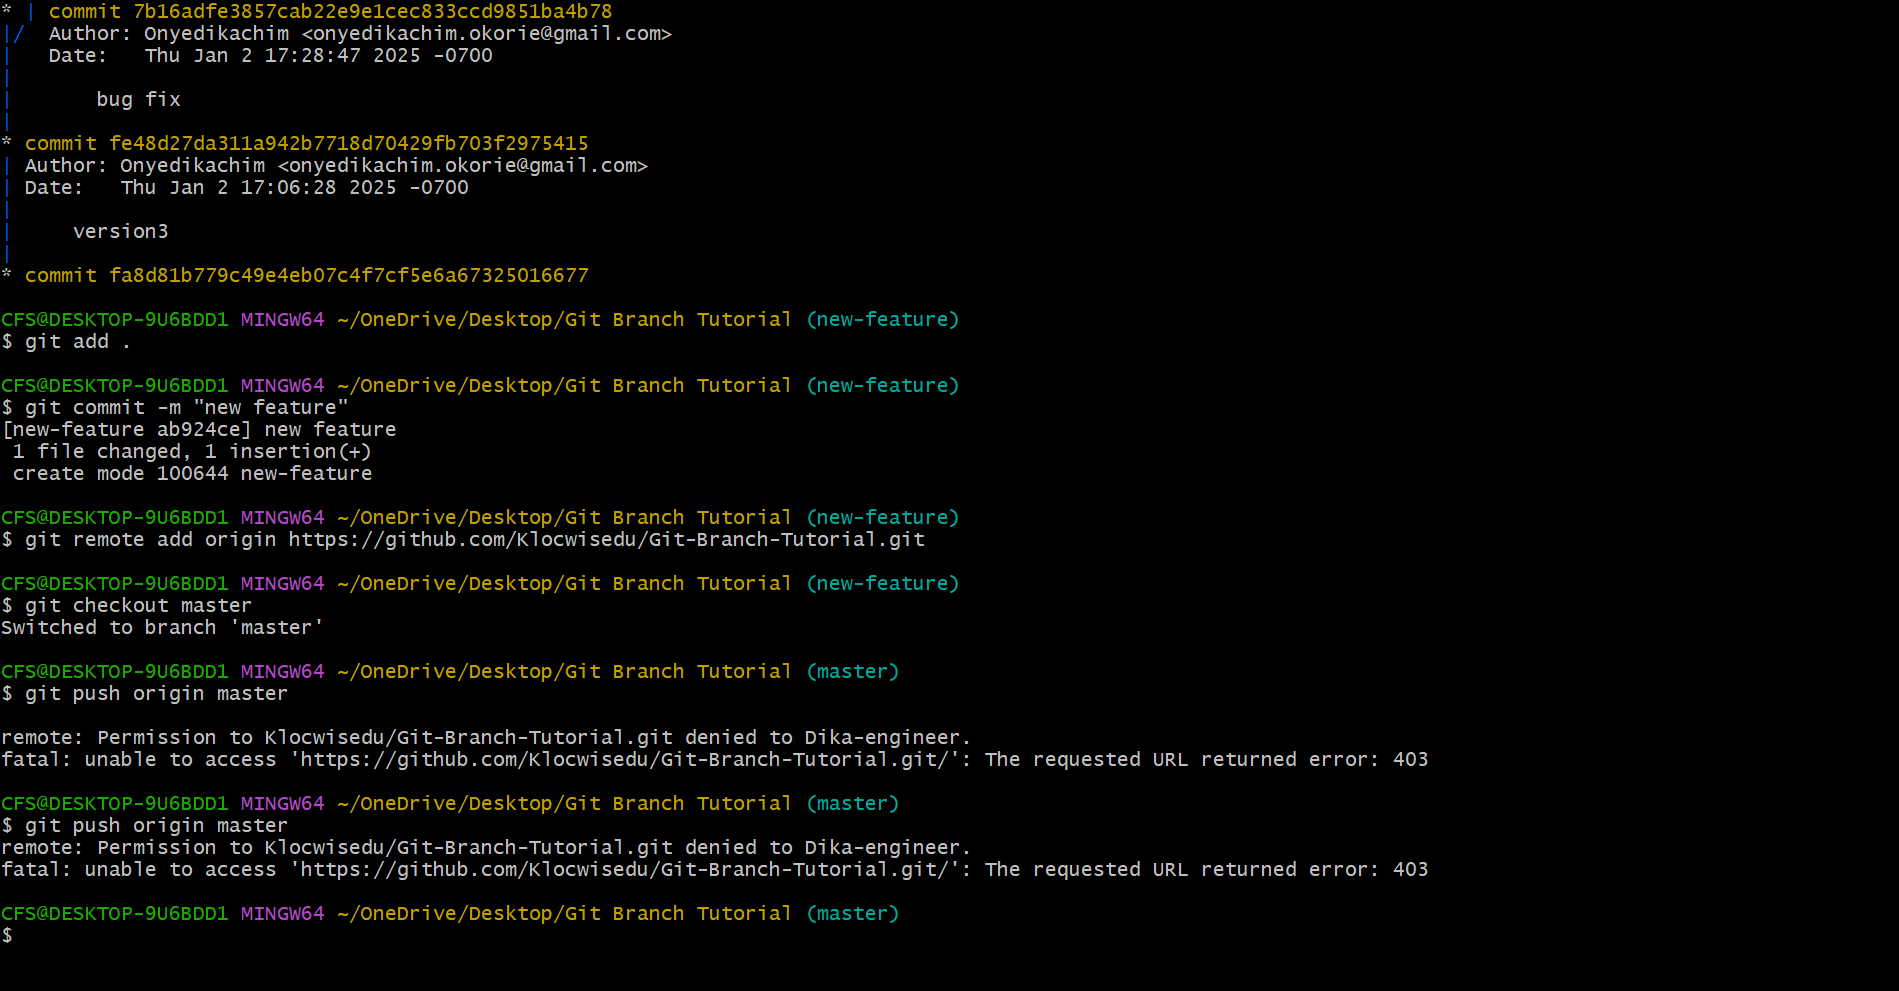 * | commit 7b16adfe3857cab22e9e1cec833ccd9851ba4b78
|/  Author: Onyedikachim <onyedikachim.okorie@gmail.com>
|   Date:   Thu Jan 2 17:28:47 2025 -0700
|
|       bug fix
|
* commit fe48d27da311a942b7718d70429fb703f2975415
| Author: Onyedikachim <onyedikachim.okorie@gmail.com>
| Date:   Thu Jan 2 17:06:28 2025 -0700
|
|     version3
|
* commit fa8d81b779c49e4eb07c4f7cf5e6a67325016677

CFS@DESKTOP-9U6BDD1 MINGW64 ~/OneDrive/Desktop/Git Branch Tutorial (new-feature)
$ git add .

CFS@DESKTOP-9U6BDD1 MINGW64 ~/OneDrive/Desktop/Git Branch Tutorial (new-feature)
$ git commit -m "new feature"
[new-feature ab924ce] new feature
 1 file changed, 1 insertion(+)
 create mode 100644 new-feature

CFS@DESKTOP-9U6BDD1 MINGW64 ~/OneDrive/Desktop/Git Branch Tutorial (new-feature)
$ git remote add origin https://github.com/Klocwisedu/Git-Branch-Tutorial.git

CFS@DESKTOP-9U6BDD1 MINGW64 ~/OneDrive/Desktop/Git Branch Tutorial (new-feature)
$ git checkout master
Switched to branch 'master'

CFS@DESKTOP-9U6BDD1 MINGW64 ~/OneDrive/Desktop/Git Branch Tutorial (master)
$ git push origin master

remote: Permission to Klocwisedu/Git-Branch-Tutorial.git denied to Dika-engineer.
fatal: unable to access 'https://github.com/Klocwisedu/Git-Branch-Tutorial.git/': The requested URL returned error: 403

CFS@DESKTOP-9U6BDD1 MINGW64 ~/OneDrive/Desktop/Git Branch Tutorial (master)
$ git push origin master
remote: Permission to Klocwisedu/Git-Branch-Tutorial.git denied to Dika-engineer.
fatal: unable to access 'https://github.com/Klocwisedu/Git-Branch-Tutorial.git/': The requested URL returned error: 403

CFS@DESKTOP-9U6BDD1 MINGW64 ~/OneDrive/Desktop/Git Branch Tutorial (master)
$